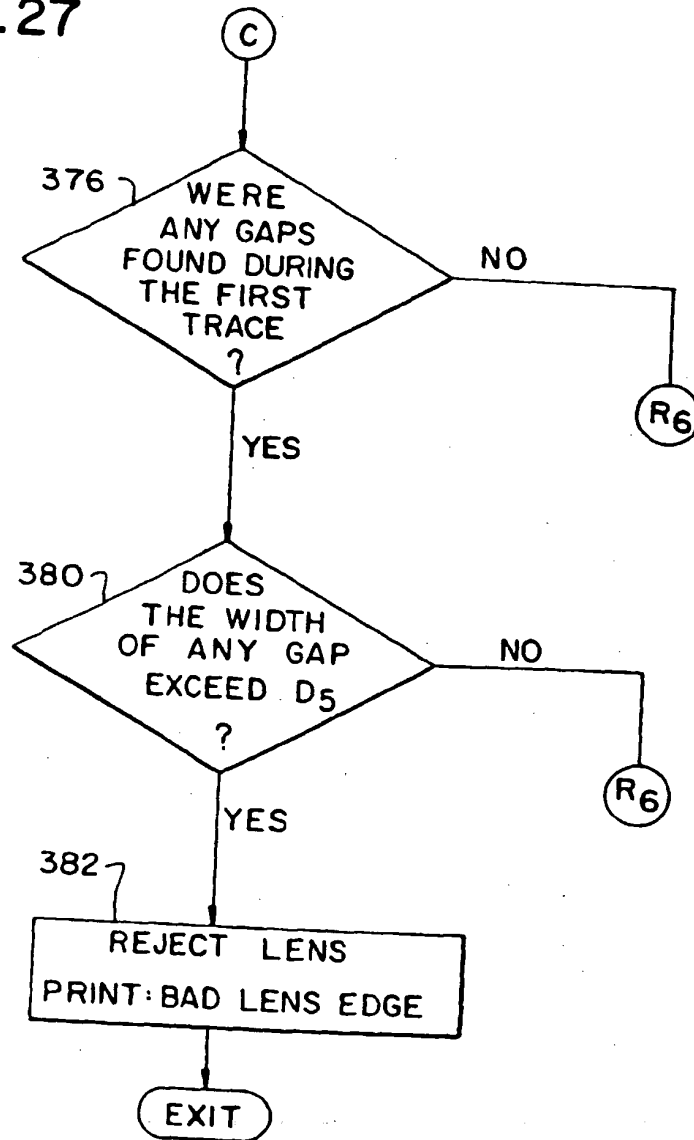 .27
C
376
WERE
ANY GAPS
FOUND DURING
THE FIRST
TRACE
?
NO
R6
YES
380
DOES
THE WIDTH
OF ANY GAP
EXCEED D5
?
NO
R6
YES
382
REJECT LENS
PRINT: BAD LENS EDGE
EXIT